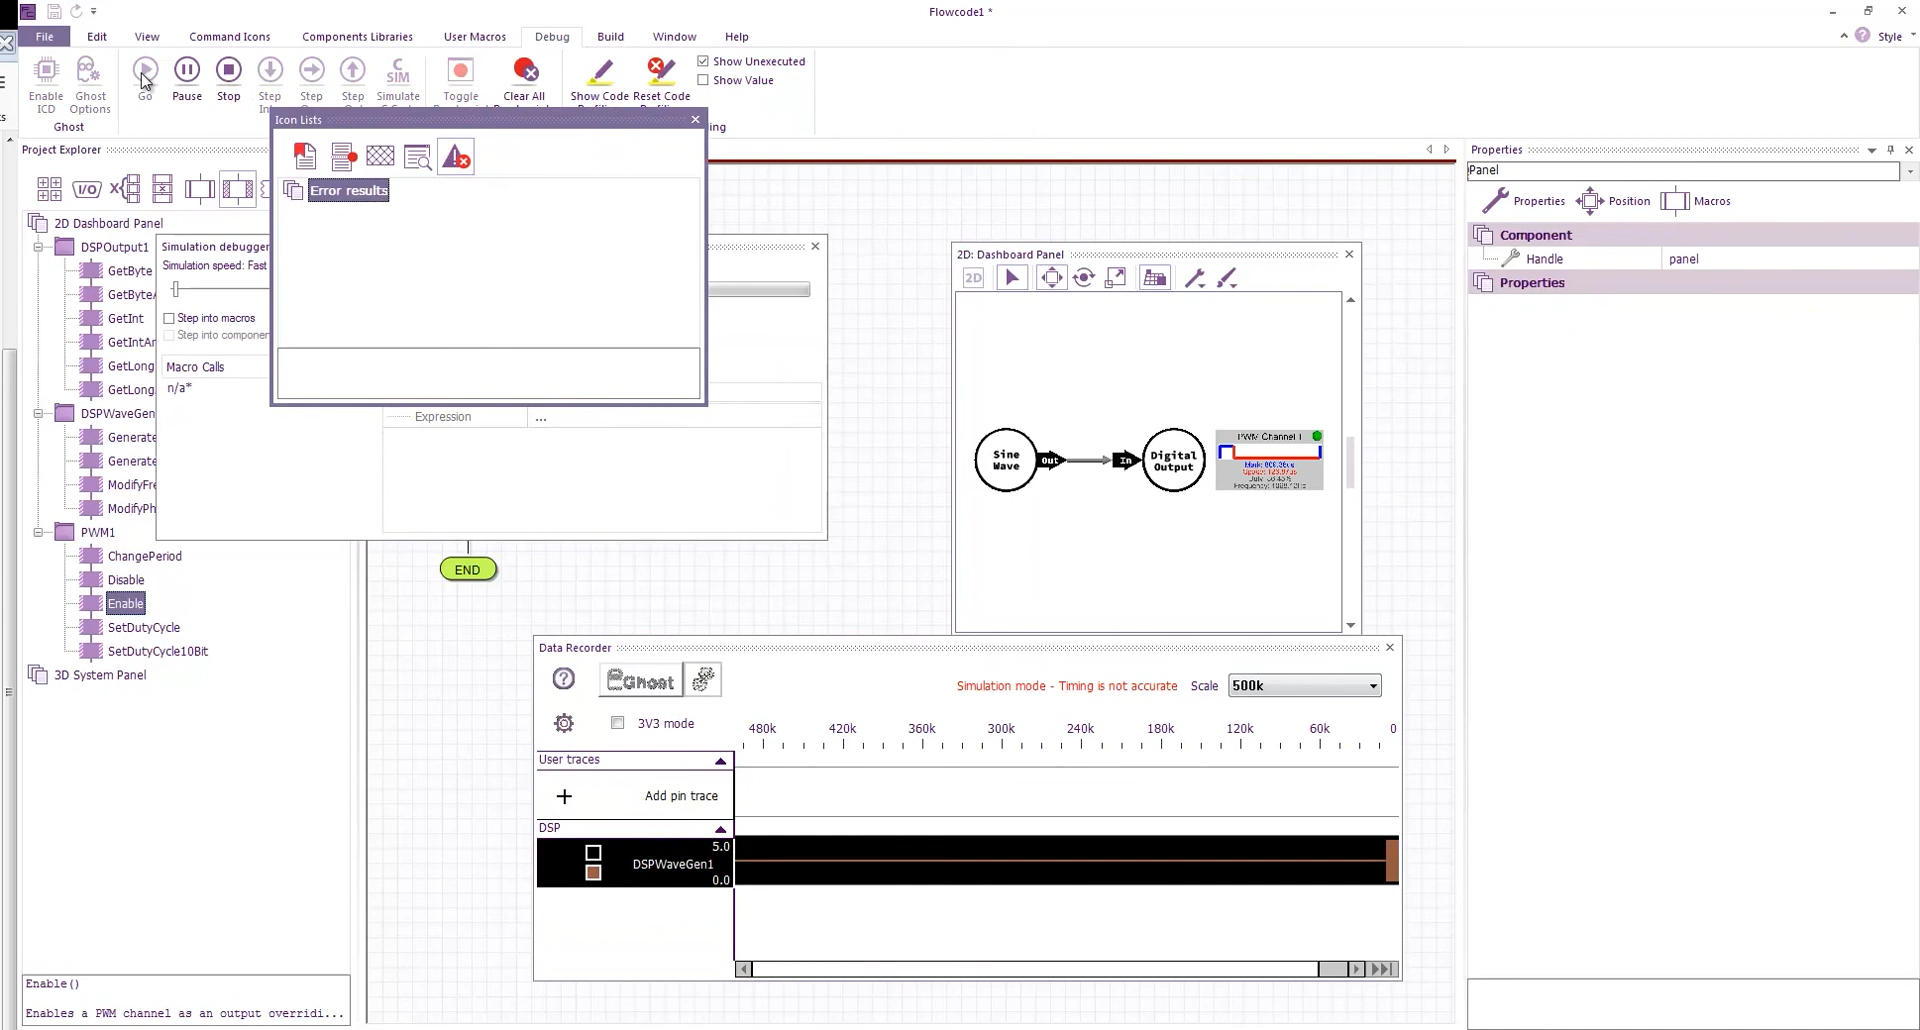 Flowcode1 *
File
Edit
View
Command Icons
Components Libraries
User Macros
Debug
Build
Window
Help
Style
Enable
ICD
Ghost
Options
Go
Pause
Stop
Step
Step
Step
Simulate
Toggle
Clear All
Show Code
Reset Code
Show Unexecuted
Show Value
C
SIM
Ghost
Icon Lists
Error results
Project Explorer
I/O
2D Dashboard Panel
DSPOutput1
GetByte
GetByteA
GetInt
GetIntAr
GetLong
GetLong
DSPWaveGen
Generate
Generate
ModifyFre
ModifyPh
PWM1
ChangePeriod
Disable
Enable
SetDutyCycle
SetDutyCycle10Bit
3D System Panel
Simulation debugger
Simulation speed: Fast
Step into macros
Step into componen
Macro Calls
n/a*
Expression
...
END
2D: Dashboard Panel
2D
Sine
Wave
Out
In
Digital
Output
PWM Channel 1
Data Recorder
Ghost
3V3 mode
Simulation mode - Timing is not accurate
Scale
500k
480k
420k
360k
300k
240k
180k
120k
60k
0
User traces
Add pin trace
DSP
5.0
DSPWaveGen1
0.0
Properties
Panel
Properties
Position
Macros
Component
Handle
panel
Properties
Enable()
Enables a PWM channel as an output overridi...